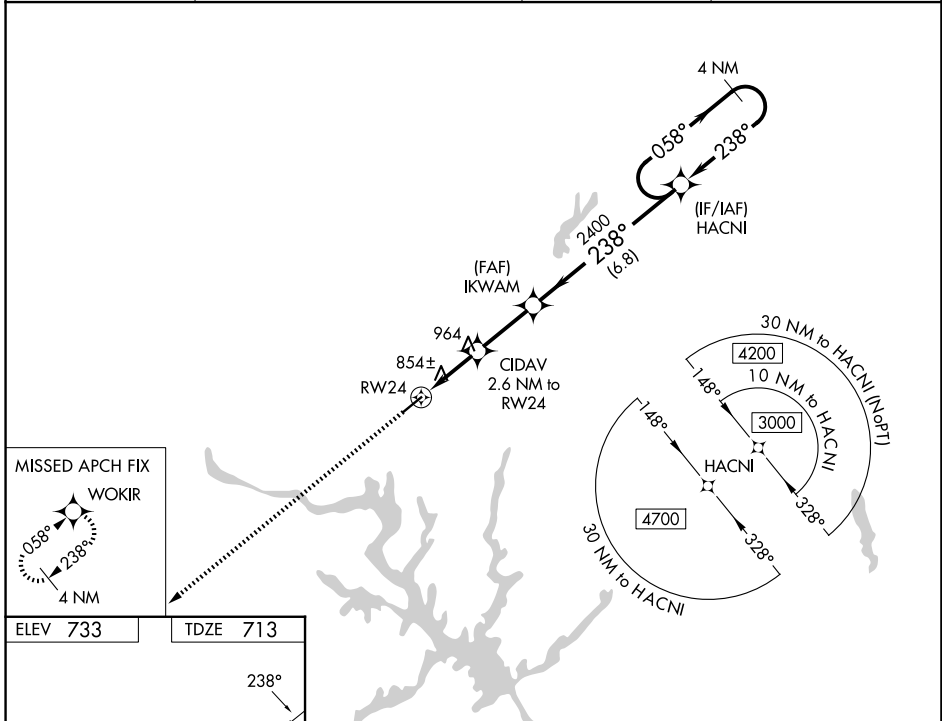 4 NM
058°
238°
(IF/IAF)
HACNI
2400
238°
(6.8)
(FAF)
IKWAM
964
CIDAV
2.6 NM to
RW24
854±
RW24
30 NM to HACNI (NoPT)
4200
148°
10 NM to HACNI
3000
328°
148°
HACNI
4700
328°
30 NM to HACNI
MISSED APCH FIX
WOKIR
058°
238°
4 NM
ELEV 733
TDZE 713
238°